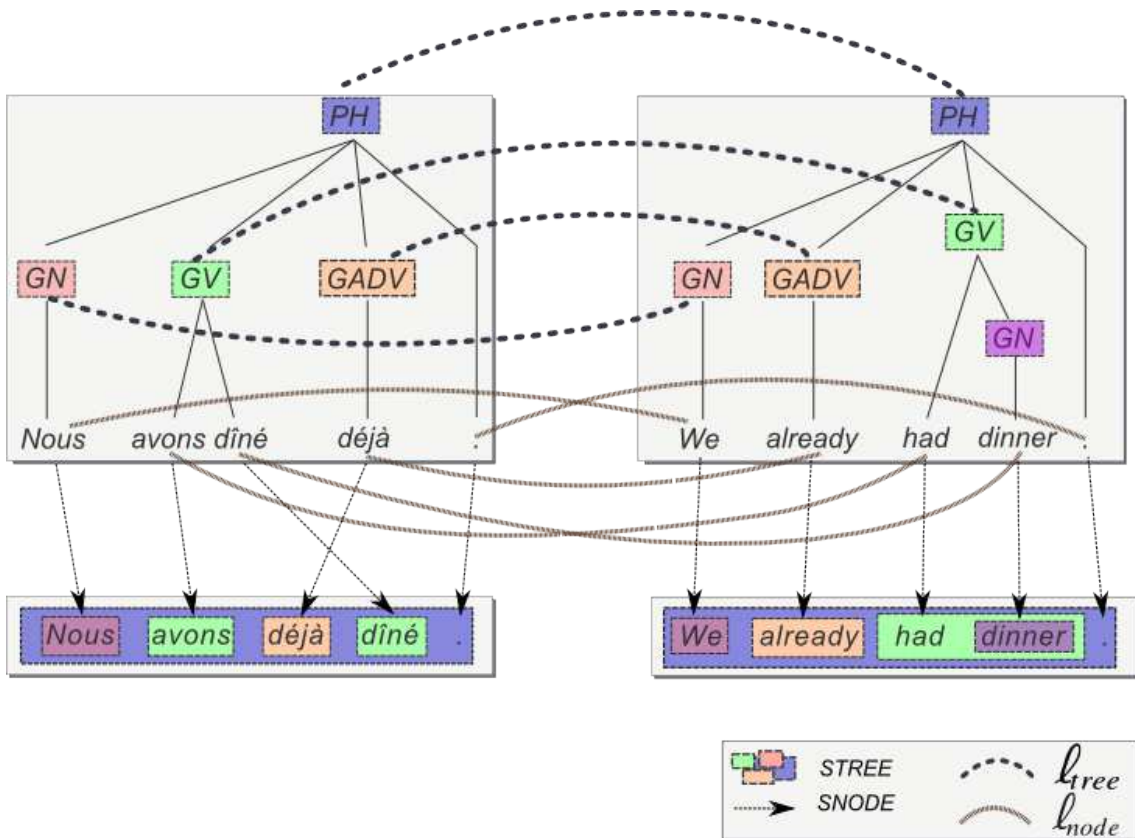 PH PH
GV
GN GV GADV GN GADV
GN
Nous avons dîné déjà . We already had dinner .
Nous avons déjà dîné . We already had dinner .
STREE ℓtree
SNODE ℓnode